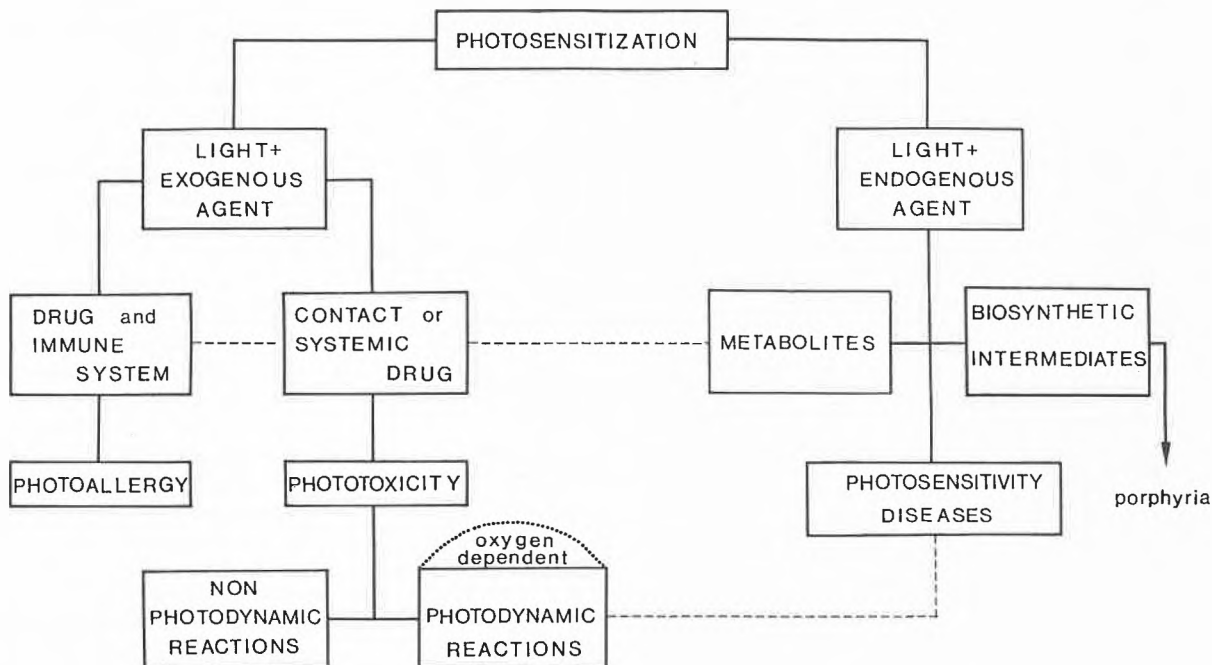 PHOTOSENSITIZATION
LIGHT+
EXOGENOUS
AGENT
LIGHT+
ENDOGENOUS
AGENT
DRUG and
IMMUNE
SYSTEM
CONTACT or
SYSTEMIC
DRUG
METABOLITES
BIOSYNTHETIC
INTERMEDIATES
PHOTOALLERGY
PHOTOTOXICITY
PHOTOSENSITIVITY
DISEASES
porphyria
oxygen
dependent
NON
PHOTODYNAMIC
REACTIONS
PHOTODYNAMIC
REACTIONS